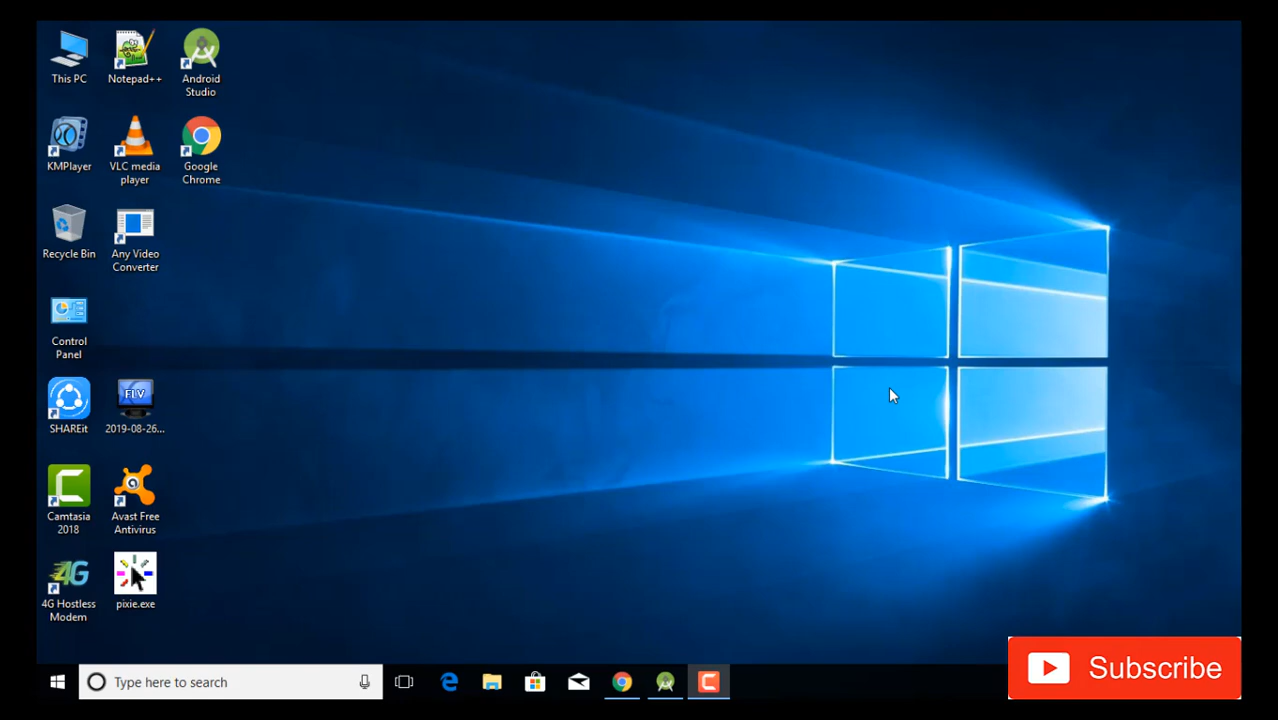 This PC
Notepad++
Android
Studio
KMPlayer
VLC media
player
Google
Chrome
Recycle Bin
Any Video
Converter
Control
Panel
SHAREit
FLV
2019-08-26...
Camtasia
2018
Avast Free
Antivirus
4G
4G Hostless
Modem
pixie.exe
Type here to search
Subscribe